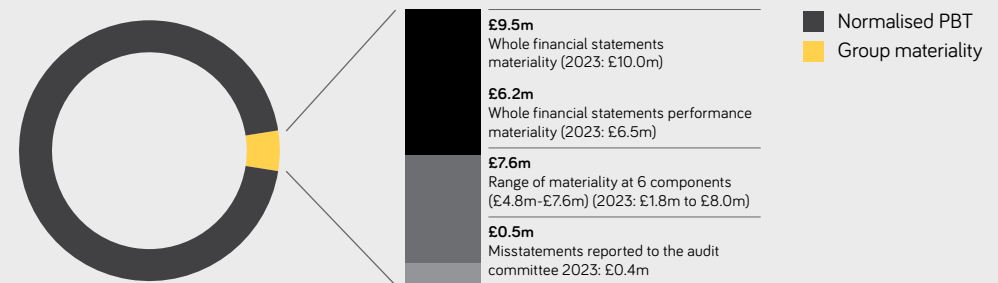 £9.5m
Whole financial statements
materiality (2023: £10.0m)
£6.2m
Whole financial statements performance
materiality (2023: £6.5m)
£7.6m
Range of materiality at 6 components
(£4.8m-£7.6m) (2023: £1.8m to £8.0m)
£0.5m
Misstatements reported to the audit
committee 2023: £0.4m
Normalised PBT
Group materiality